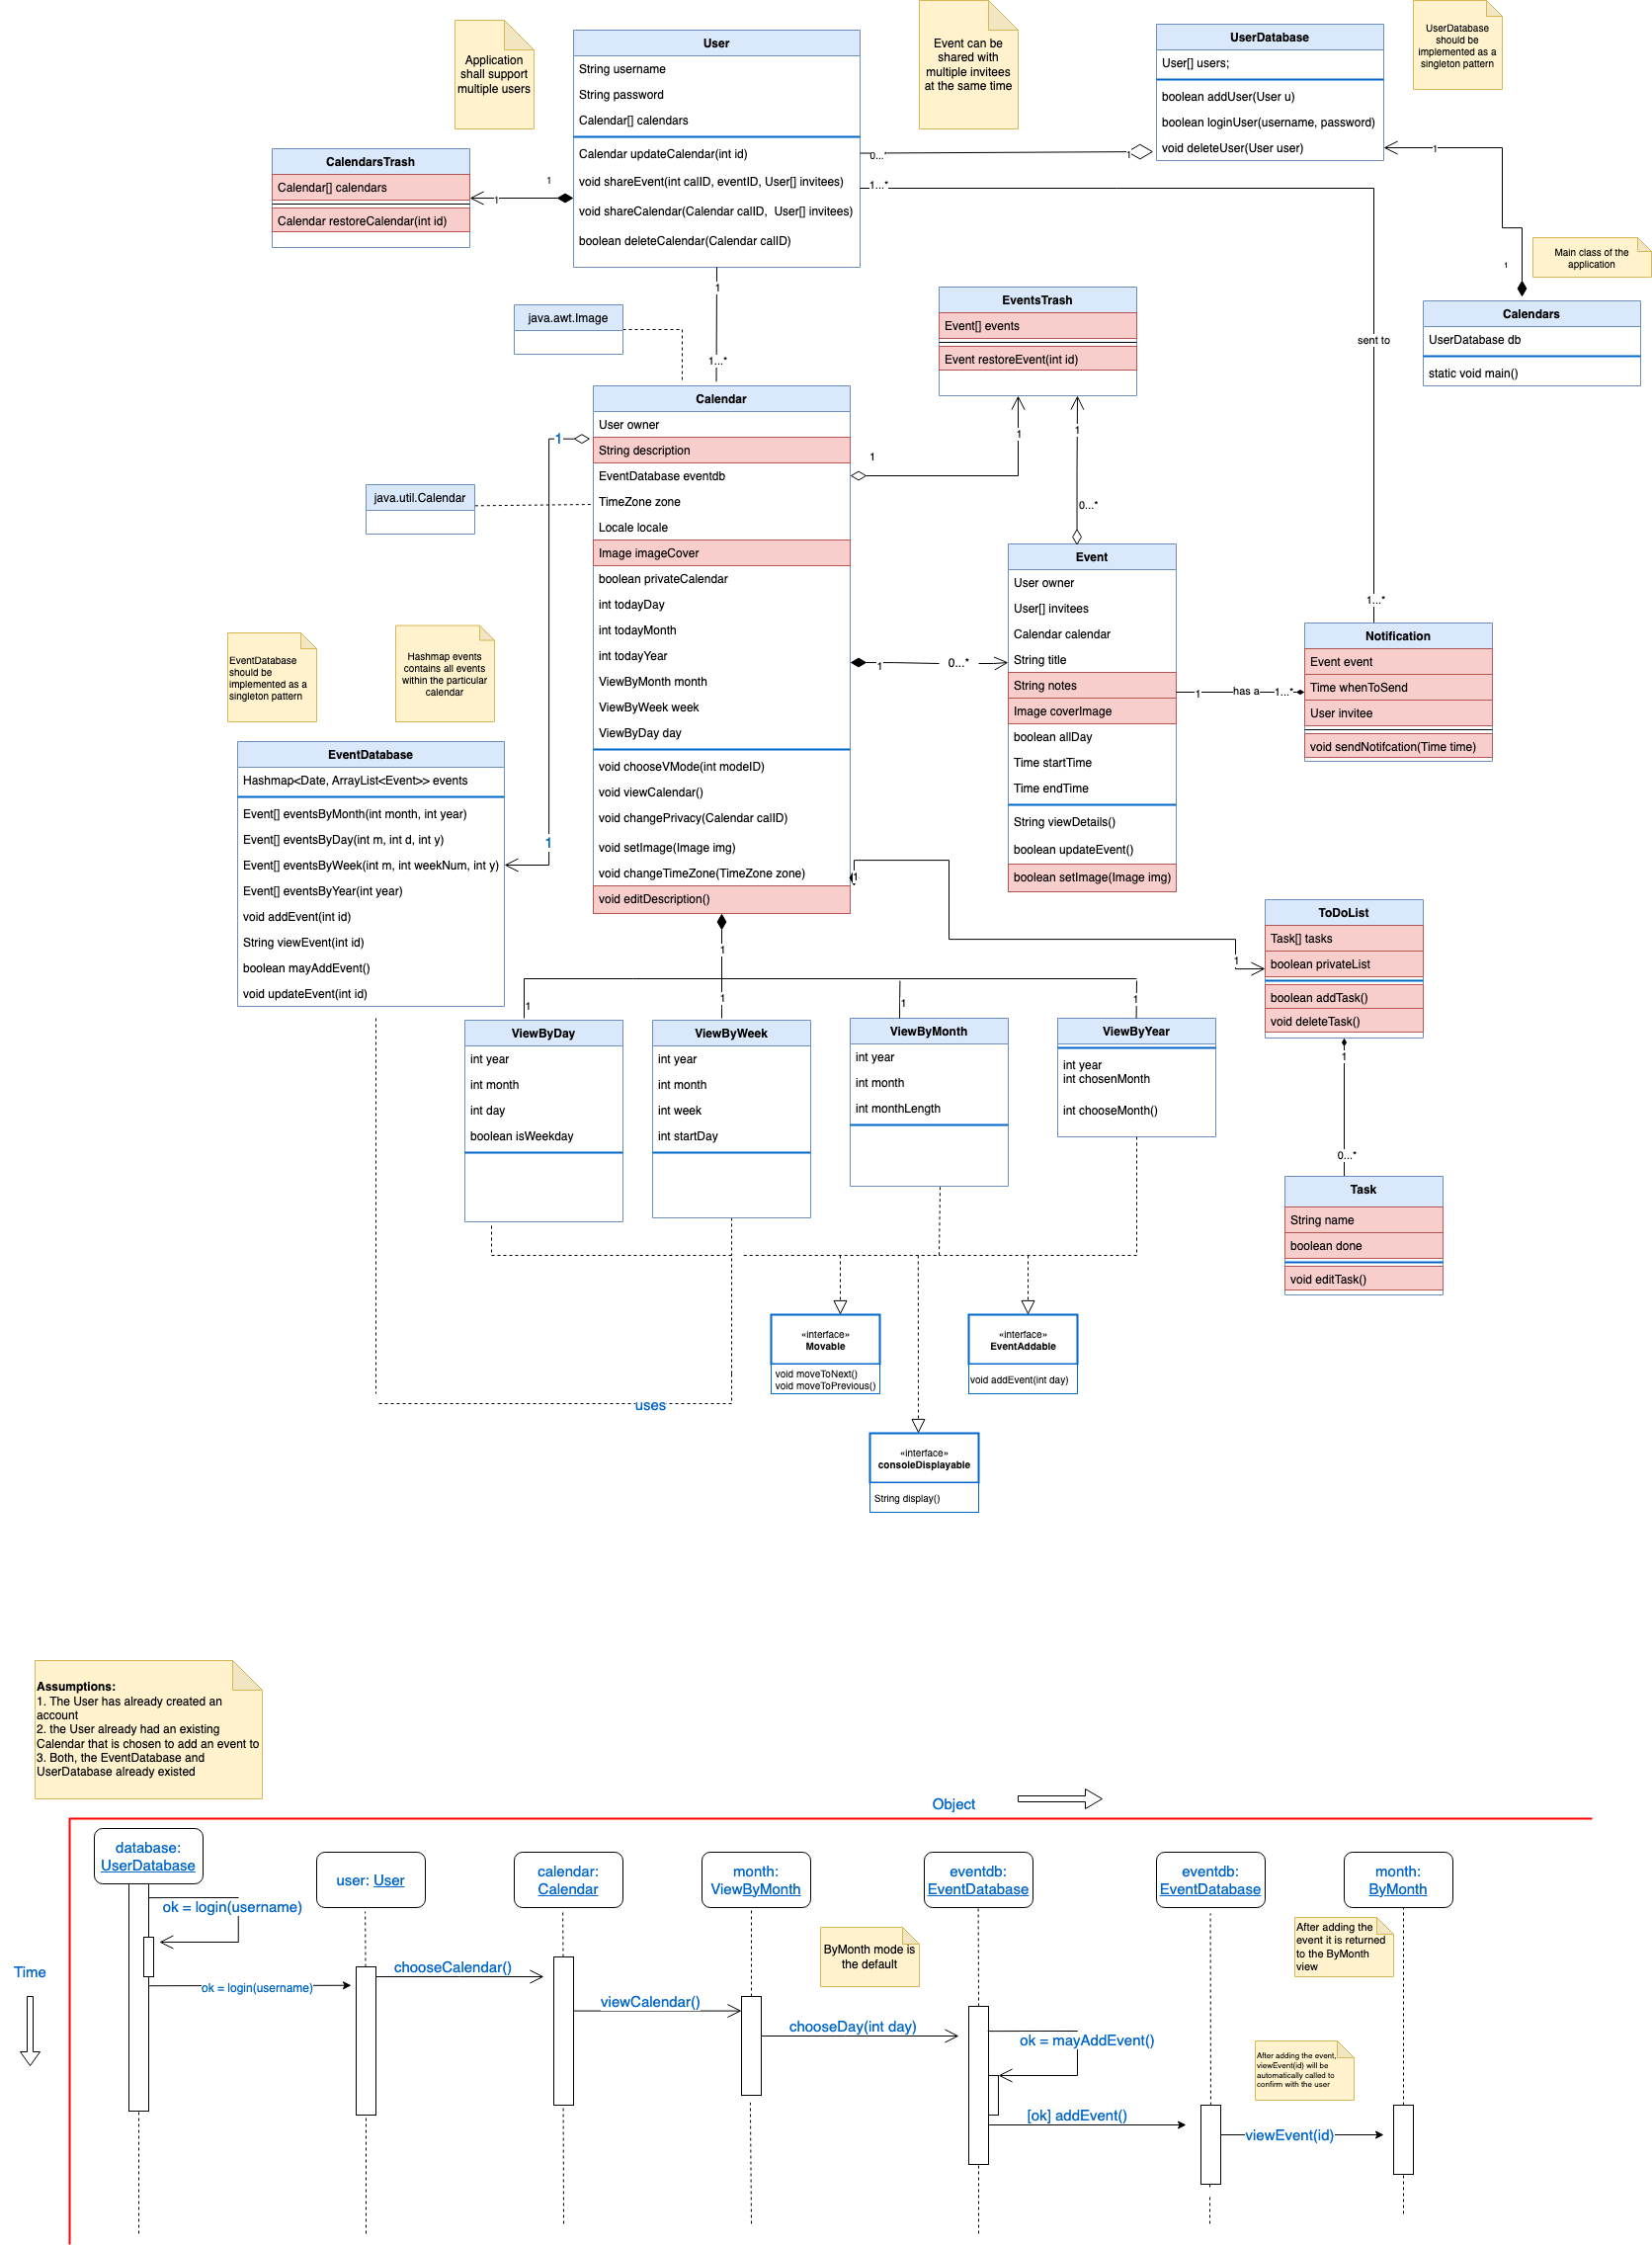 Application
shall support
multiple users
User
String username
String password
Calendar[] calendars
Calendar updateCalendar(int id)
void shareEvent(int calID, eventID, User[] invitees)
void shareCalendar(Calendar calID,  User[] invitees)
boolean deleteCalendar(Calendar calID)
Event can be
shared with
multiple invitees
at the same time
UserDatabase
User[] users;
boolean addUser(User u)
boolean loginUser(username, password)
void deleteUser(User user)
UserDatabase
should be
implemented as a
singleton pattern
CalendarsTrash
Calendar[] calendars
Calendar restoreCalendar(int id)
1
1
0...*
1
1...*
1
1
Main class of the
application
Calendars
UserDatabase db
static void main()
sent to
1...*
1
1...*
java.awt.Image
java.util.Calendar
EventsTrash
Event[] events
Event restoreEvent(int id)
1
1
1
0...*
Calendar
User owner
String description
EventDatabase eventdb
TimeZone zone
Locale locale
Image imageCover
boolean privateCalendar
int todayDay
int todayMonth
int todayYear
ViewByMonth month
ViewByWeek week
ViewByDay day
void chooseVMode(int modeID)
void viewCalendar()
void changePrivacy(Calendar calID)
void setImage(Image img)
void changeTimeZone(TimeZone zone)
void editDescription()
1
1
1
0...*
Event
User owner
User[] invitees
Calendar calendar
String title
String notes
Image coverImage
boolean allDay
Time startTime
Time endTime
String viewDetails()
boolean updateEvent()
boolean setImage(Image img)
1
has a
1...*
Notification
Event event
Time whenToSend
User invitee
void sendNotifcation(Time time)
EventDatabase
should be
implemented as a
singleton pattern
Hashmap events
contains all events
within the particular
calendar
EventDatabase
Hashmap<Date, ArrayList<Event>> events
Event[] eventsByMonth(int month, int year)
Event[] eventsByDay(int m, int d, int y)
Event[] eventsByWeek(int m, int weekNum, int y)
Event[] eventsByYear(int year)
void addEvent(int id)
String viewEvent(int id)
boolean mayAddEvent()
void updateEvent(int id)
1
1
ToDoList
Task[] tasks
boolean privateList
boolean addTask()
void deleteTask()
1
0...*
Task
String name
boolean done
void editTask()
1
1
1
1
1
ViewByDay
int year
int month
int day
boolean isWeekday
ViewByWeek
int year
int month
int week
int startDay
ViewByMonth
int year
int month
int monthLength
ViewByYear
int year
int chosenMonth
int chooseMonth()
«interface»
Movable
void moveToNext()
void moveToPrevious()
«interface»
EventAddable
void addEvent(int day)
uses
«interface»
consoleDisplayable
String display()
Assumptions:
1. The User has already created an
account
2. the User already had an existing
Calendar that is chosen to add an event to
3. Both, the EventDatabase and
UserDatabase already existed
Object
Time
database:
UserDatabase
user: User
calendar:
Calendar
month:
ViewByMonth
eventdb:
EventDatabase
eventdb:
EventDatabase
month:
ByMonth
ok = login(username)
ok = login(username)
chooseCalendar()
viewCalendar()
ByMonth mode is
the default
chooseDay(int day)
ok = mayAddEvent()
[ok] addEvent()
After adding the
event it is returned
to the ByMonth
view
After adding the event,
viewEvent(id) will be
automatically called to
confirm with the user
viewEvent(id)